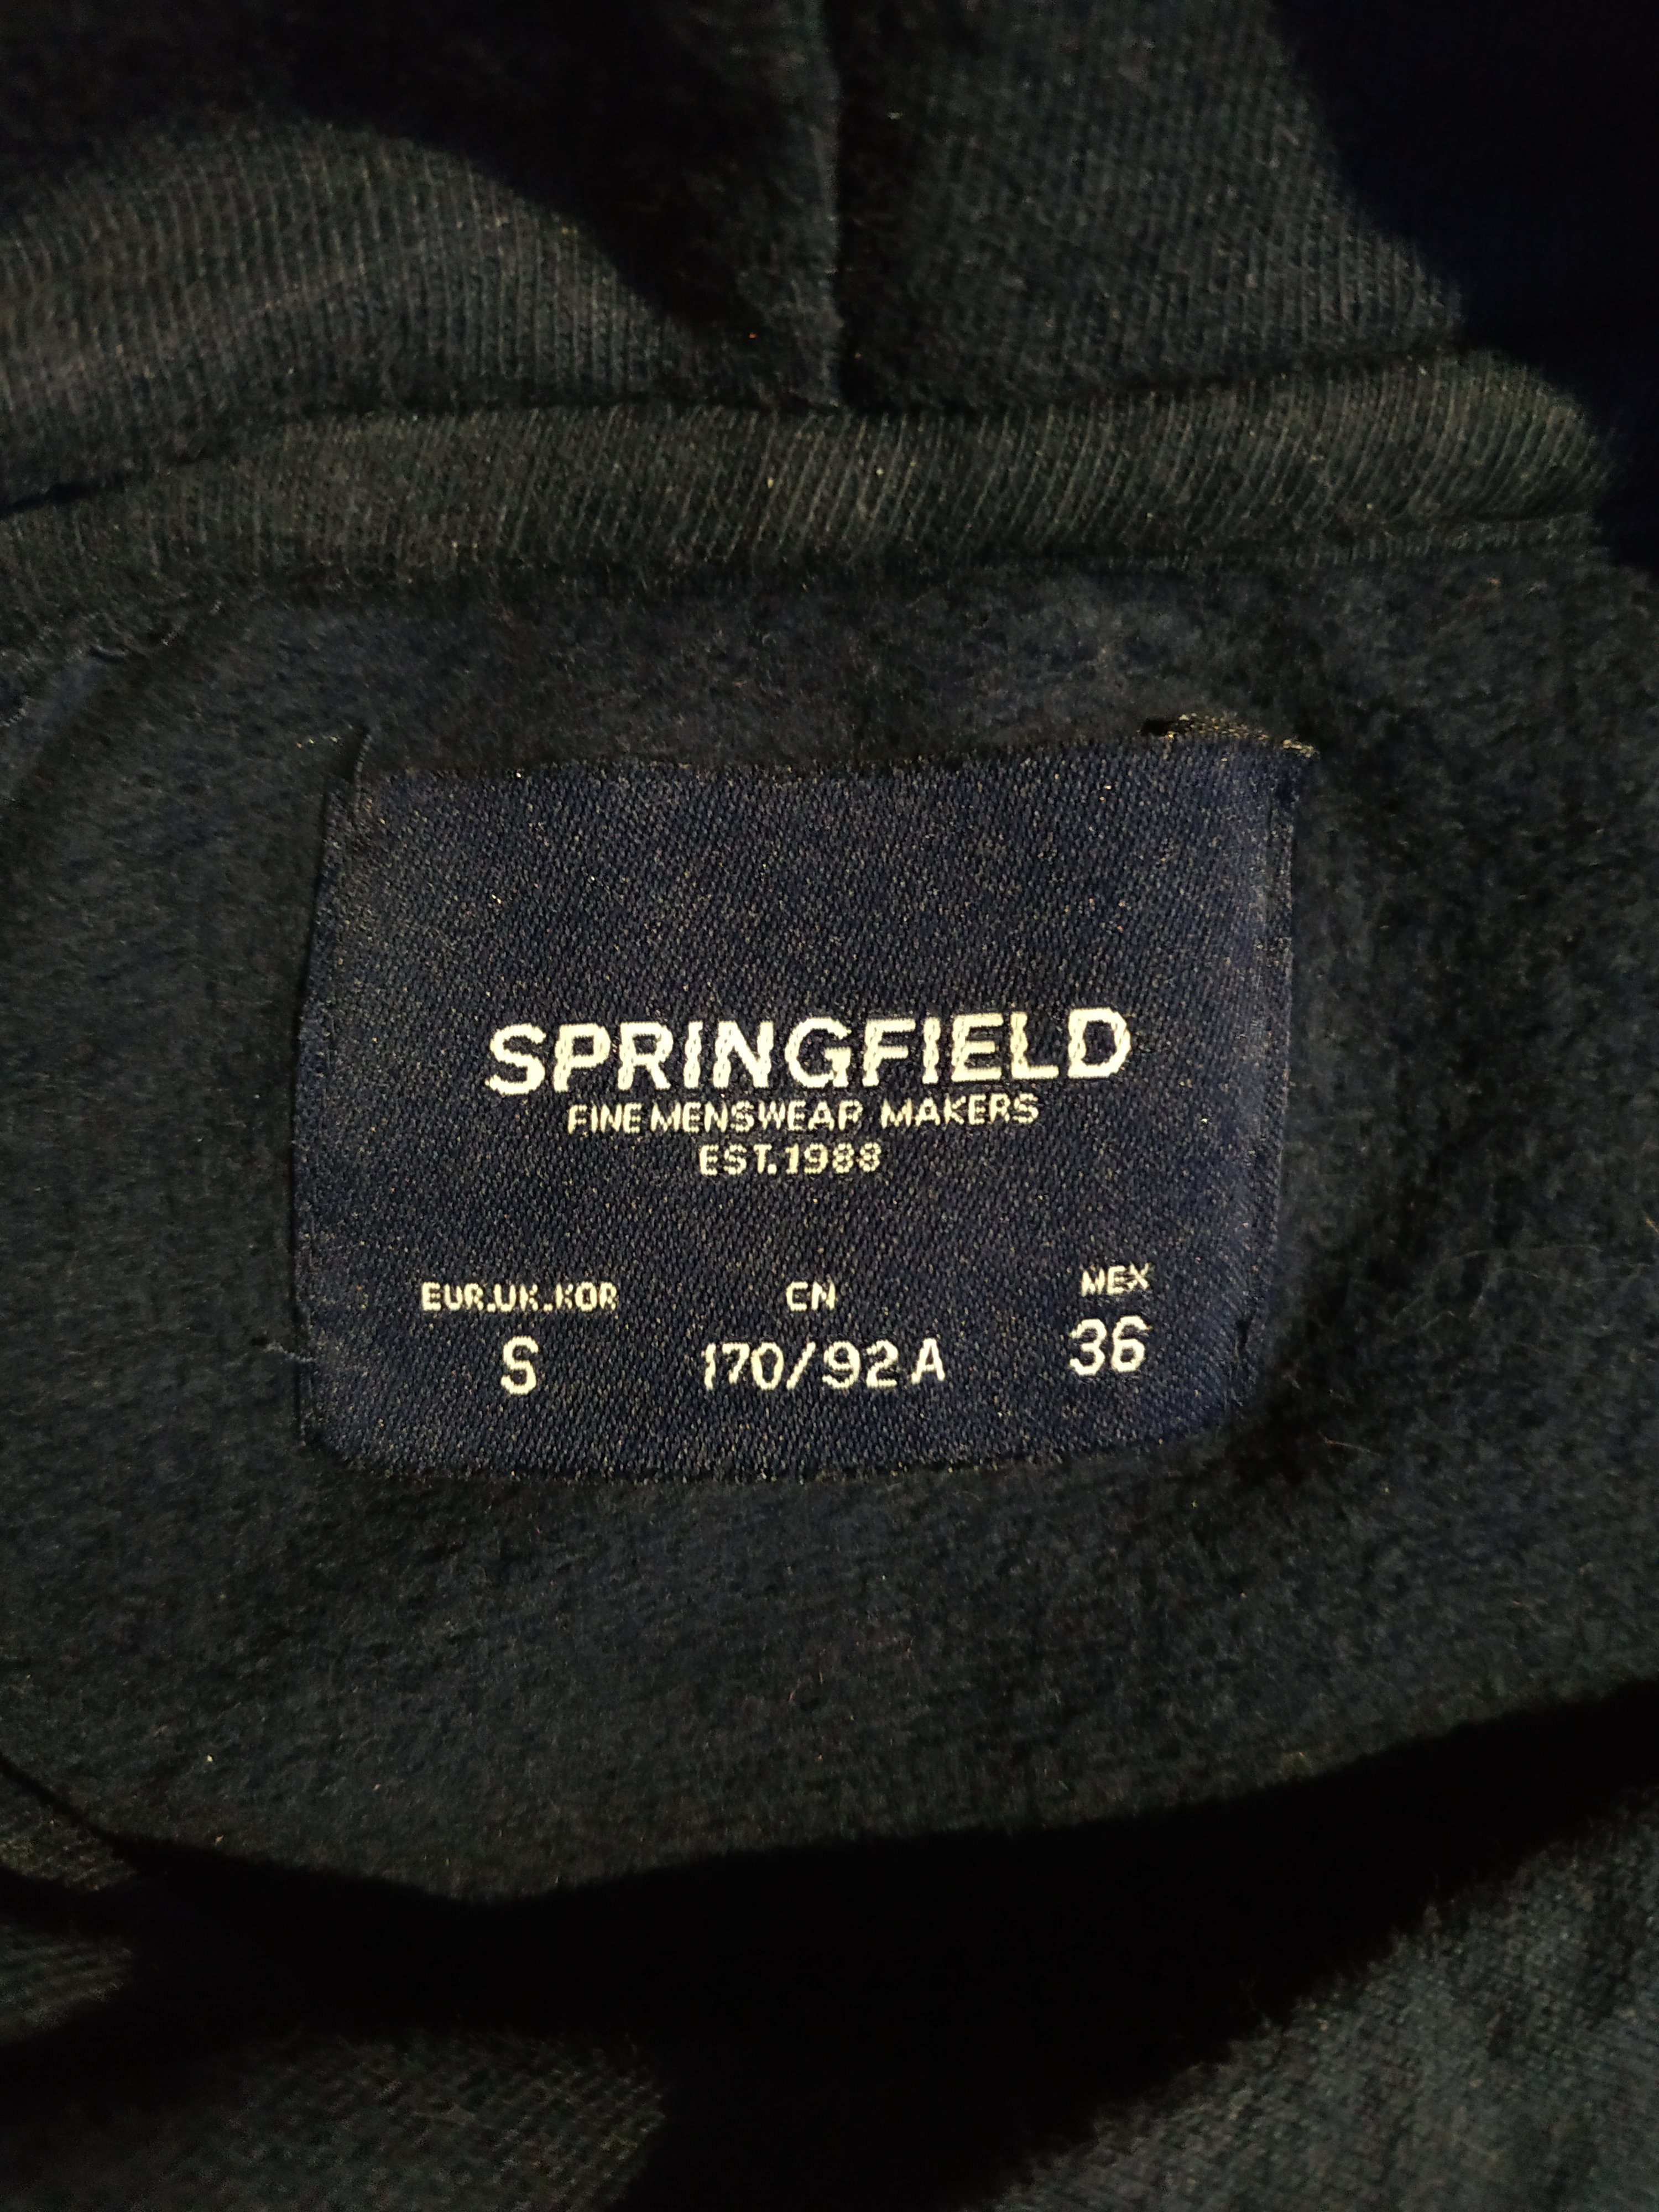 SPRINGFIELD
FINE MENSWEAR MAKERS
EST.1988
EUR.UK.KOR CN MEX
S 170/92A 36